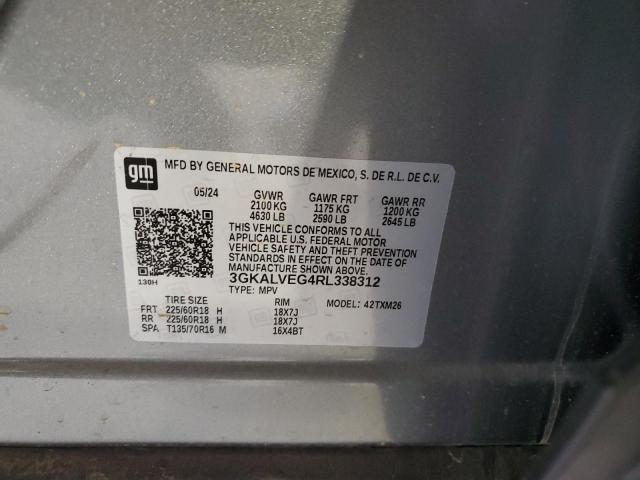 gm MFD BY GENERAL MOTORS DE MEXICO, S. DE R.L. DE C.V.
05/24 GVWR GAWR FRT GAWR RR
2100 KG 1175 KG 1200 KG
4630 LB 2590 LB 2645 LB
THIS VEHICLE CONFORMS TO ALL
APPLICABLE U.S. FEDERAL MOTOR
VEHICLE SAFETY AND THEFT PREVENTION
STANDARDS IN EFFECT ON THE DATE OF
MANUFACTURE SHOWN ABOVE.
130H 3GKALVEG4RL338312
TYPE: MPV
TIRE SIZE RIM MODEL: 42TXM26
FRT 225/60R18 H 18X7J
RR 225/60R18 H 18X7J
SPA T135/70R16 M 16X4BT